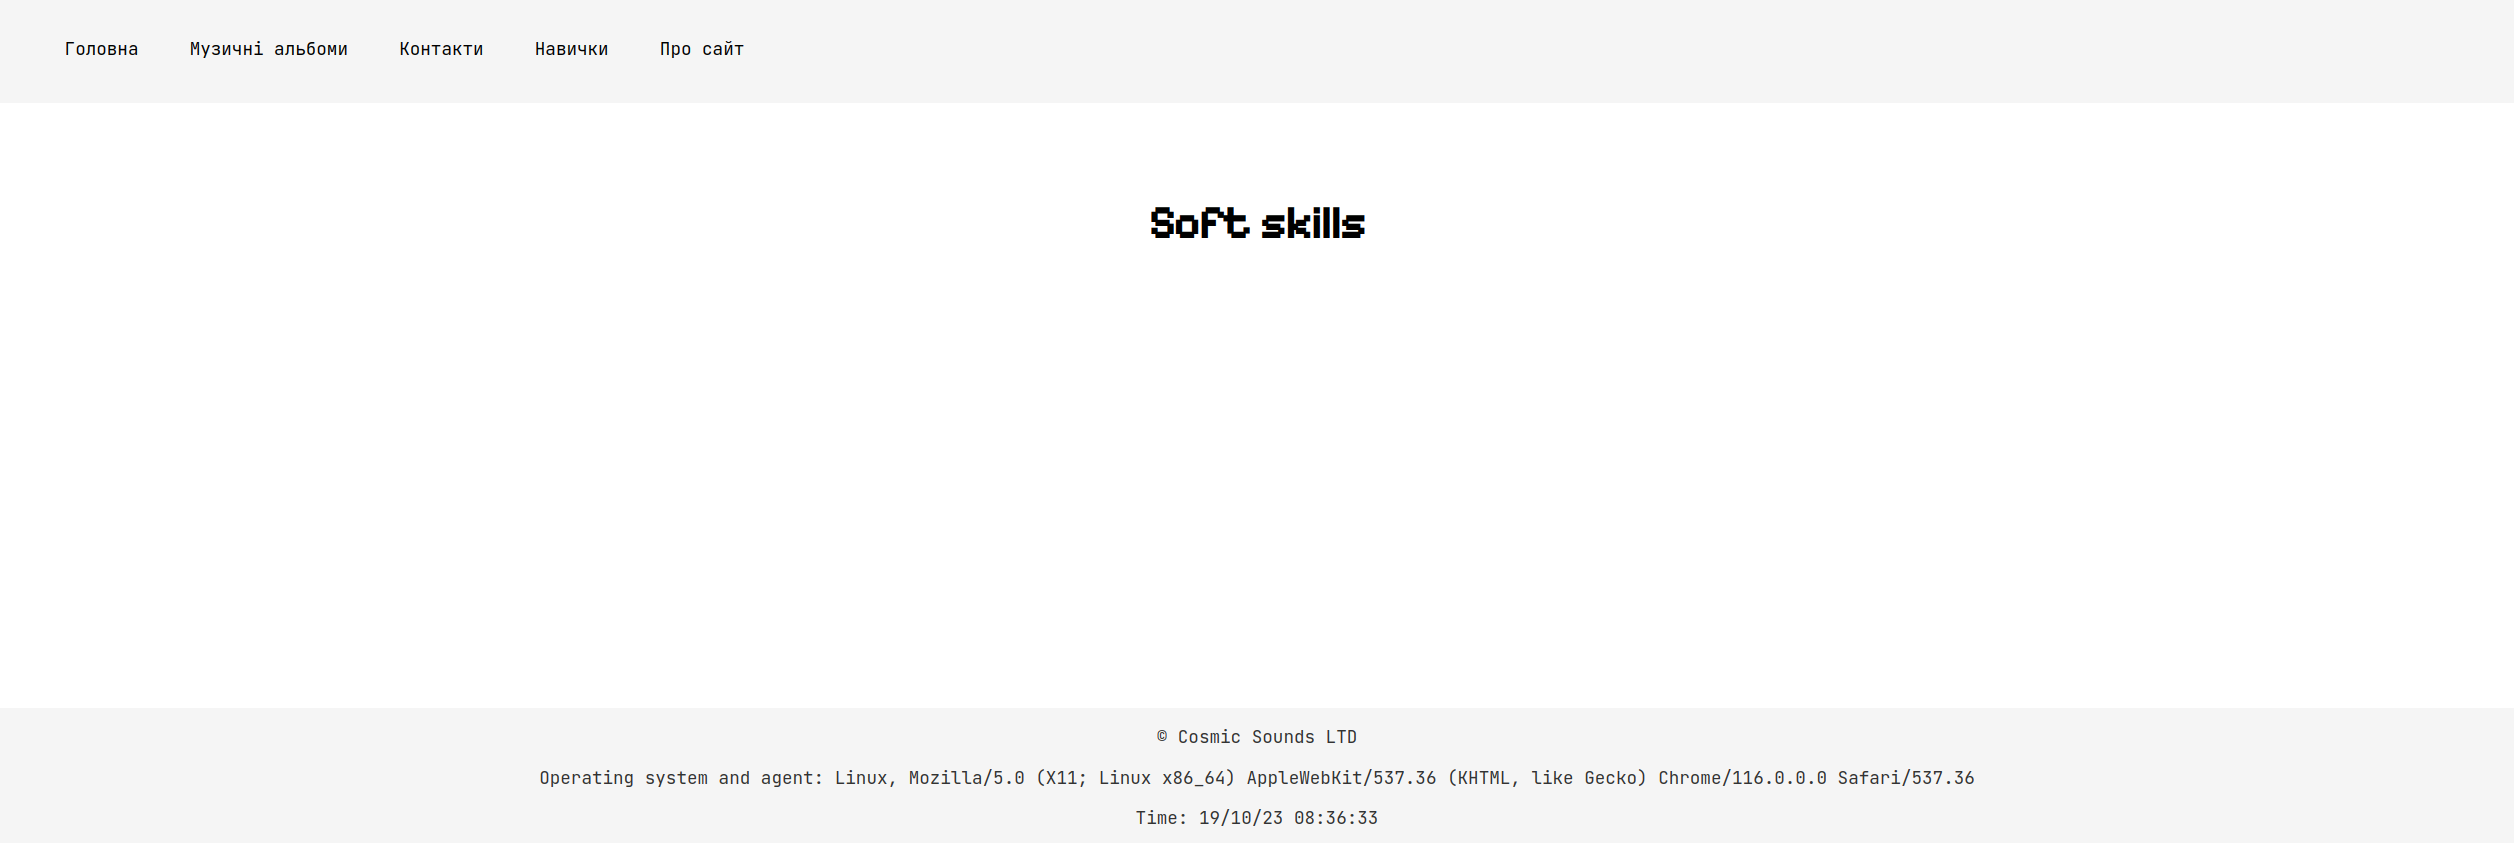 Головна Музичні альбоми Контакти Навички Про сайт
Soft skills
© Cosmic Sounds LTD
Operating system and agent: Linux, Mozilla/5.0 (X11; Linux x86_64) AppleWebKit/537.36 (KHTML, like Gecko) Chrome/116.0.0.0 Safari/537.36
Time: 19/10/23 08:36:33